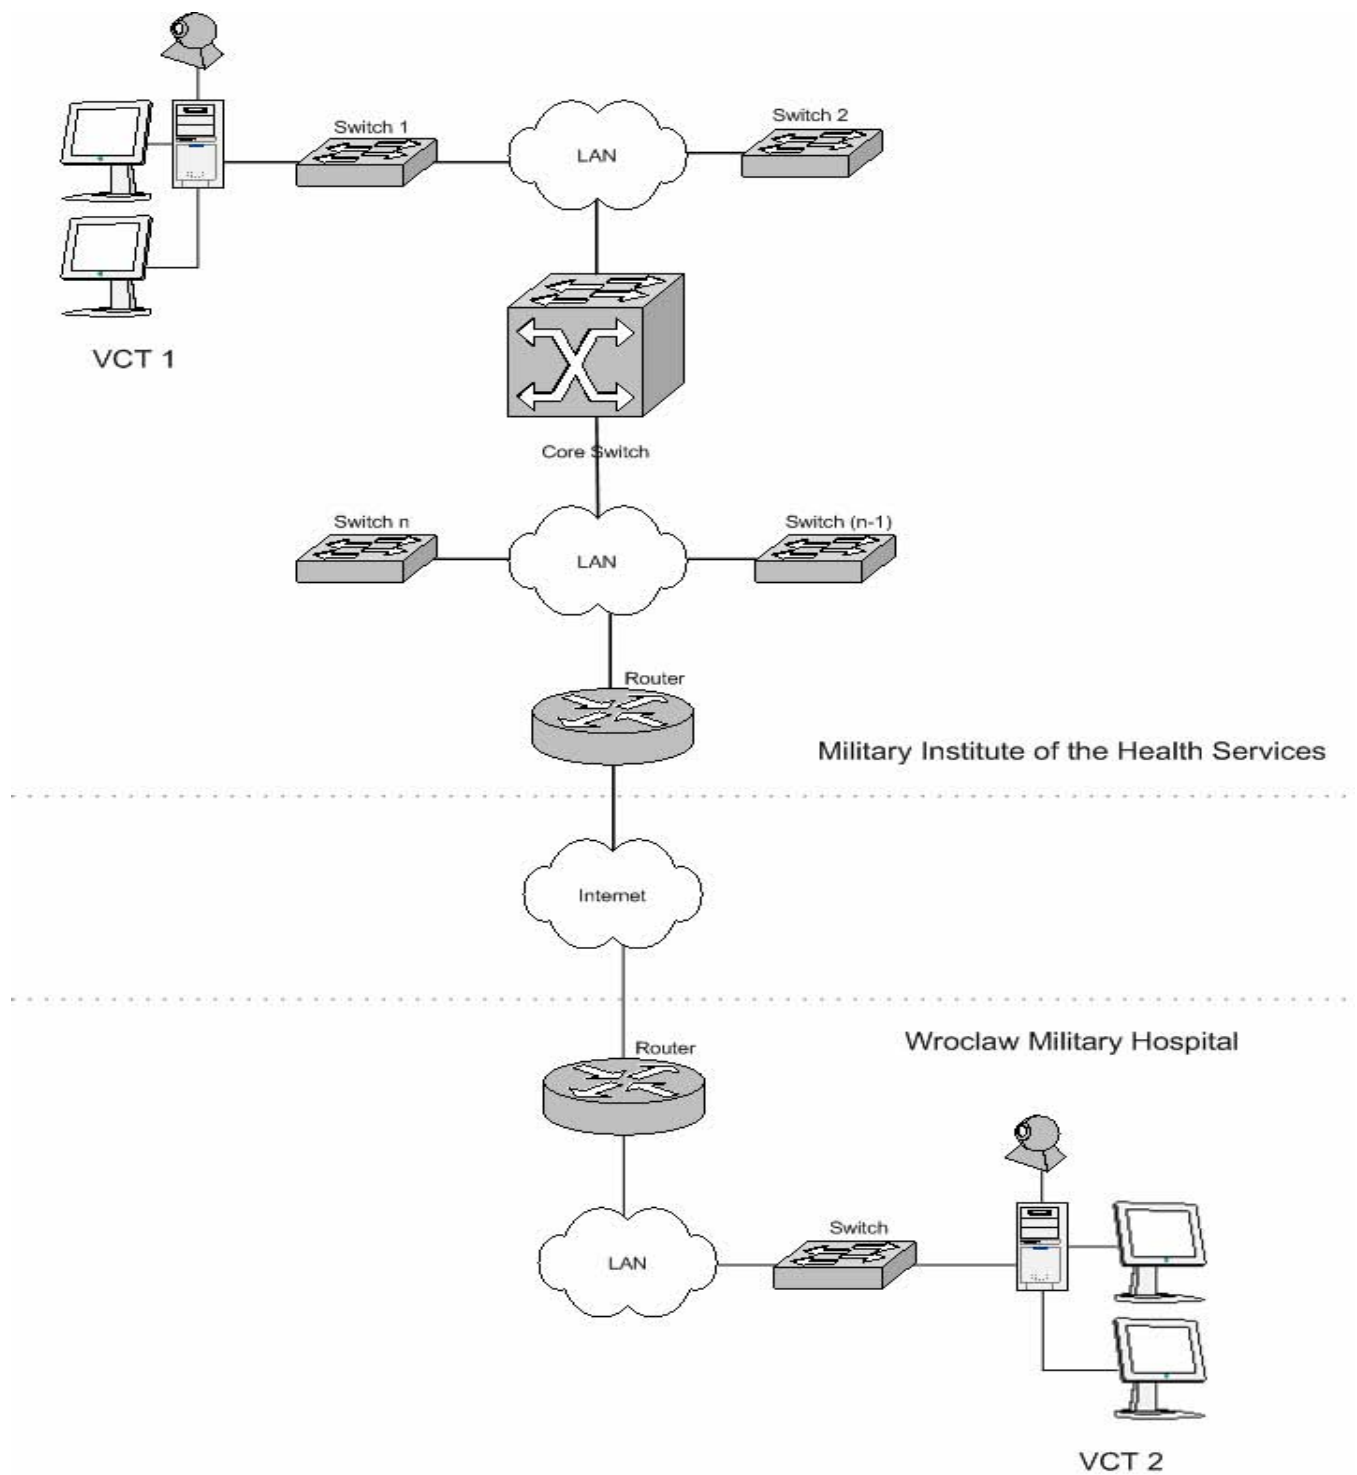 Switch 1
Switch 2
LAN
VCT 1
Core Switch
Switch n
Switch (n-1)
LAN
Router
Military Institute of the Health Services
Internet
Wroclaw Military Hospital
Router
Switch
LAN
VCT 2